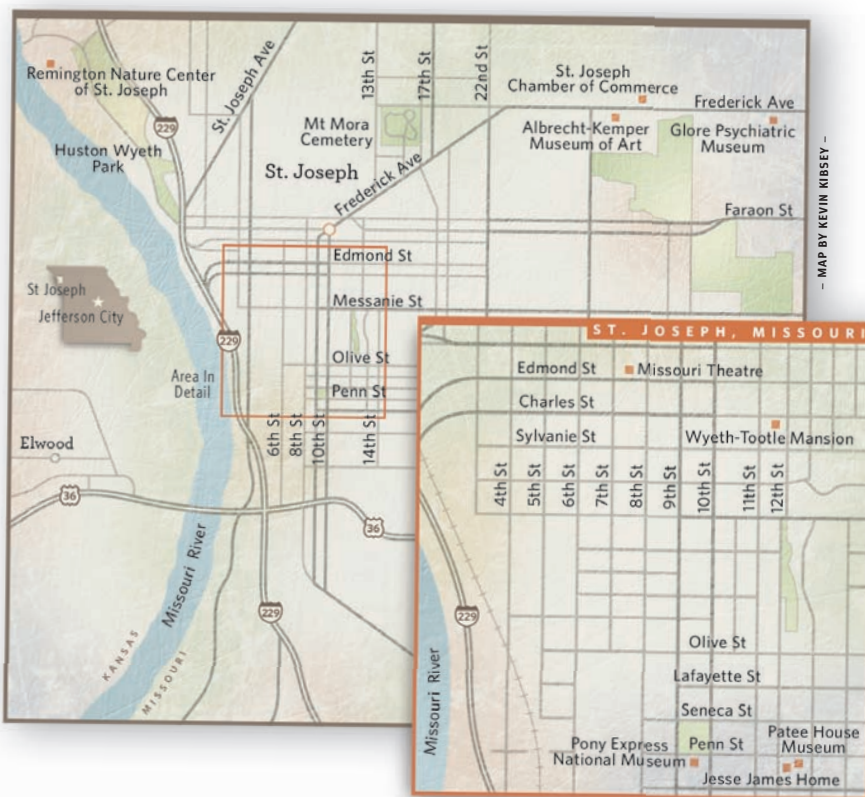 Remington Nature Center
of St. Joseph
229
St. Joseph Ave
13th St
17th St
22nd St
St. Joseph
Chamber of Commerce
Frederick Ave
Mt Mora
Cemetery
Albrecht-Kemper
Museum of Art
Glore Psychiatric
Museum
Huston Wyeth
Park
St. Joseph
Frederick Ave
Faraon St
– MAP BY KEVIN KIBSEY –
Edmond St
St Joseph
Jefferson City
Messanie St
229
Olive St
Area In
Detail
Penn St
6th St
8th St
10th St
14th St
Elwood
36
36
Missouri River
229
KANSAS
MISSOURI
ST. JOSEPH, MISSOURI
Edmond St
Missouri Theatre
Charles St
Sylvanie St
Wyeth-Tootle Mansion
4th St
5th St
6th St
7th St
8th St
9th St
10th St
11th St
12th St
229
Olive St
Lafayette St
Missouri River
Seneca St
Pony Express
National Museum
Penn St
Patee House
Museum
Jesse James Home